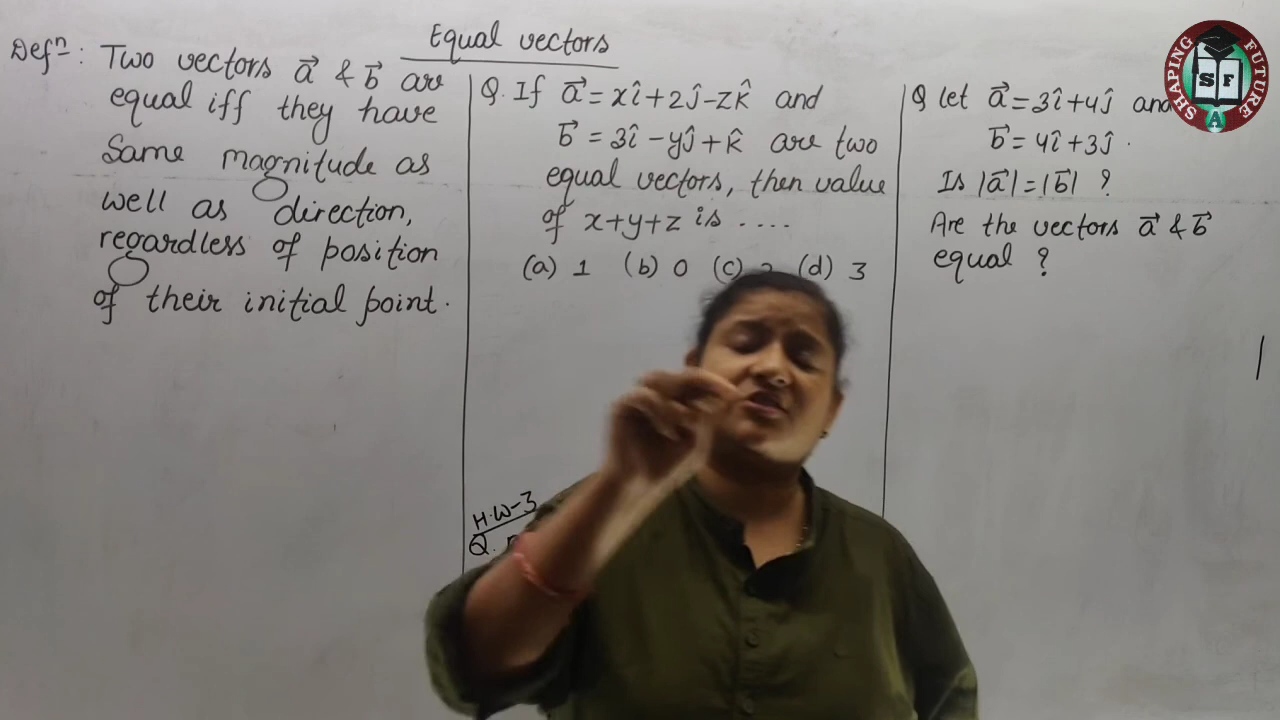 Equal vectors
Defⁿ: Two vectors a⃗ & b⃗ are
equal iff they have
Same magnitude as
well as direction,
regardless of position
of their initial point.
Q. If a⃗ = xî+2ĵ-zk̂ and
b⃗ = 3î-yĵ+k̂ are two
equal vectors, then value
of x+y+z is ....
(a) 1 (b) 0 (c) (d) 3
H.W-3
Q.
Q let a⃗=3î+4ĵ and
b⃗=4î+3ĵ.
Is |a⃗|=|b⃗| ?
Are the vectors a⃗ & b⃗
equal ?
SHAPING FUTURE
S F
A